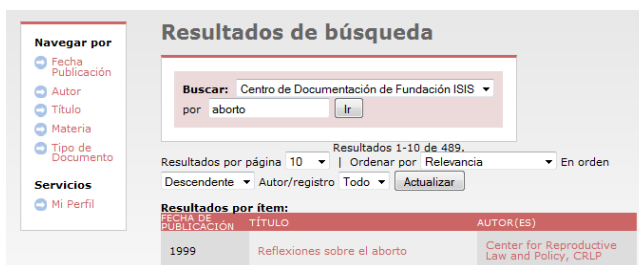 Navegar por
Fecha
Publicación
Autor
Título
Materia
Tipo de
Documento
Servicios
Mi Perfil
Resultados de búsqueda
Buscar: Centro de Documentación de Fundación ISIS
por aborto Ir
Resultados 1-10 de 489.
Resultados por página 10 | Ordenar por Relevancia En orden
Descendente Autor/registro Todo Actualizar
Resultados por ítem:
FECHA DE
PUBLICACIÓN TÍTULO AUTOR(ES)
1999 Reflexiones sobre el aborto Center for Reproductive
Law and Policy, CRLP